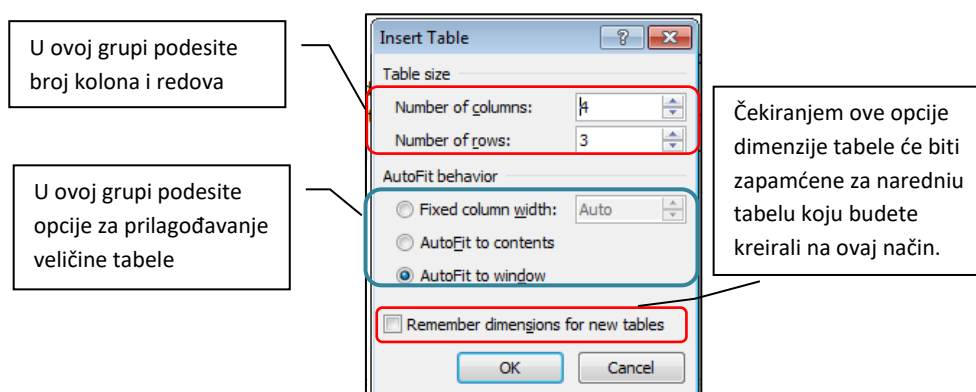 U ovoj grupi podesite
broj kolona i redova
U ovoj grupi podesite
opcije za prilagođavanje
veličine tabele
Insert Table
Table size
Number of columns: 4
Number of rows: 3
AutoFit behavior
Fixed column width: Auto
AutoFit to contents
AutoFit to window
Remember dimensions for new tables
OK Cancel
Čekiranjem ove opcije
dimenzije tabele će biti
zapamćene za naredniu
tabelu koju budete
kreirali na ovaj način.